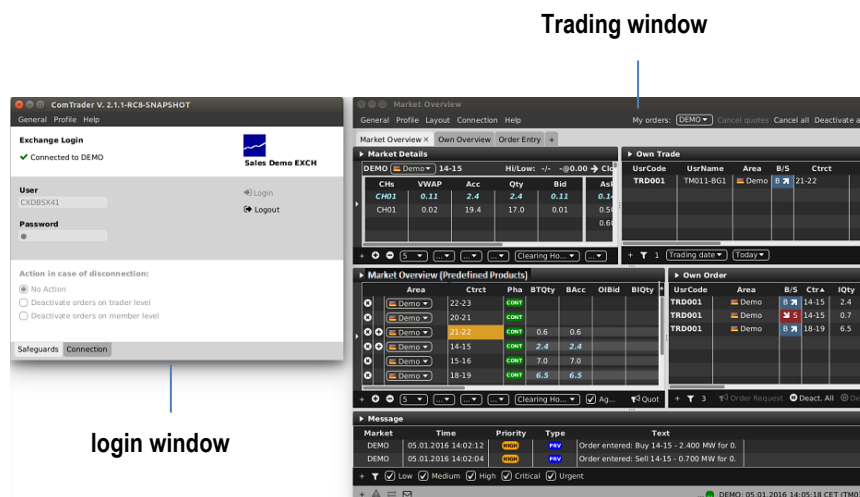 Trading window
ComTrader V. 2.1.1-RC8-SNAPSHOT
General Profile Help
Exchange Login
Connected to DEMO
Sales Demo EXCH
User
CXDBSX41
Login
Logout
Password
Action in case of disconnection:
No Action
Deactivate orders on trader level
Deactivate orders on member level
Safeguards Connection
login window
Market Overview
General Profile Layout Connection Help My orders: DEMO Cancel quotes Cancel all Deactivate a
Market Overview × Own Overview Order Entry +
Market Details
DEMO Demo 14-15 Hi/Low: -/- -@0.00 → Clo
CHs VWAP Acc Qty Bid Asl
CH01 0.11 2.4 2.4 0.11 0.14
CH01 0.02 19.4 17.0 0.01 0.50
0.60
5 ... ... ... Clearing Ho... ...
Own Trade
UsrCode UsrName Area B/S Ctrct
TRD001 TM011-BG1 Demo B 21-22
+ 1 Trading date Today
Market Overview (Predefined Products)
Area Ctrct Pha BTQty BAcc OIBid BIQty +
Demo 22-23 CONT
Demo 20-21 CONT
Demo 21-22 CONT 0.6 0.6
Demo 14-15 CONT 2.4 2.4
Demo 15-16 CONT 7.0 7.0
Demo 18-19 CONT 6.5 6.5
5 ... ... ... Clearing Ho... Ag... Quot
Own Order
UsrCode Area B/S Ctr IQty
TRD001 Demo B 14-15 2.4
TRD001 Demo S 14-15 0.7
TRD001 Demo B 18-19 6.5
+ 3 Order Request Deact. All De
Message
Market Time Priority Type Text
DEMO 05.01.2016 14:02:12 HIGH PRV Order entered: Buy 14-15 - 2.400 MW for 0.
DEMO 05.01.2016 14:02:04 HIGH PRV Order entered: Sell 14-15 - 0.700 MW for 0.
+ Low Medium High Critical Urgent
... DEMO: 05.01.2016 14:05:18 CET (TM0